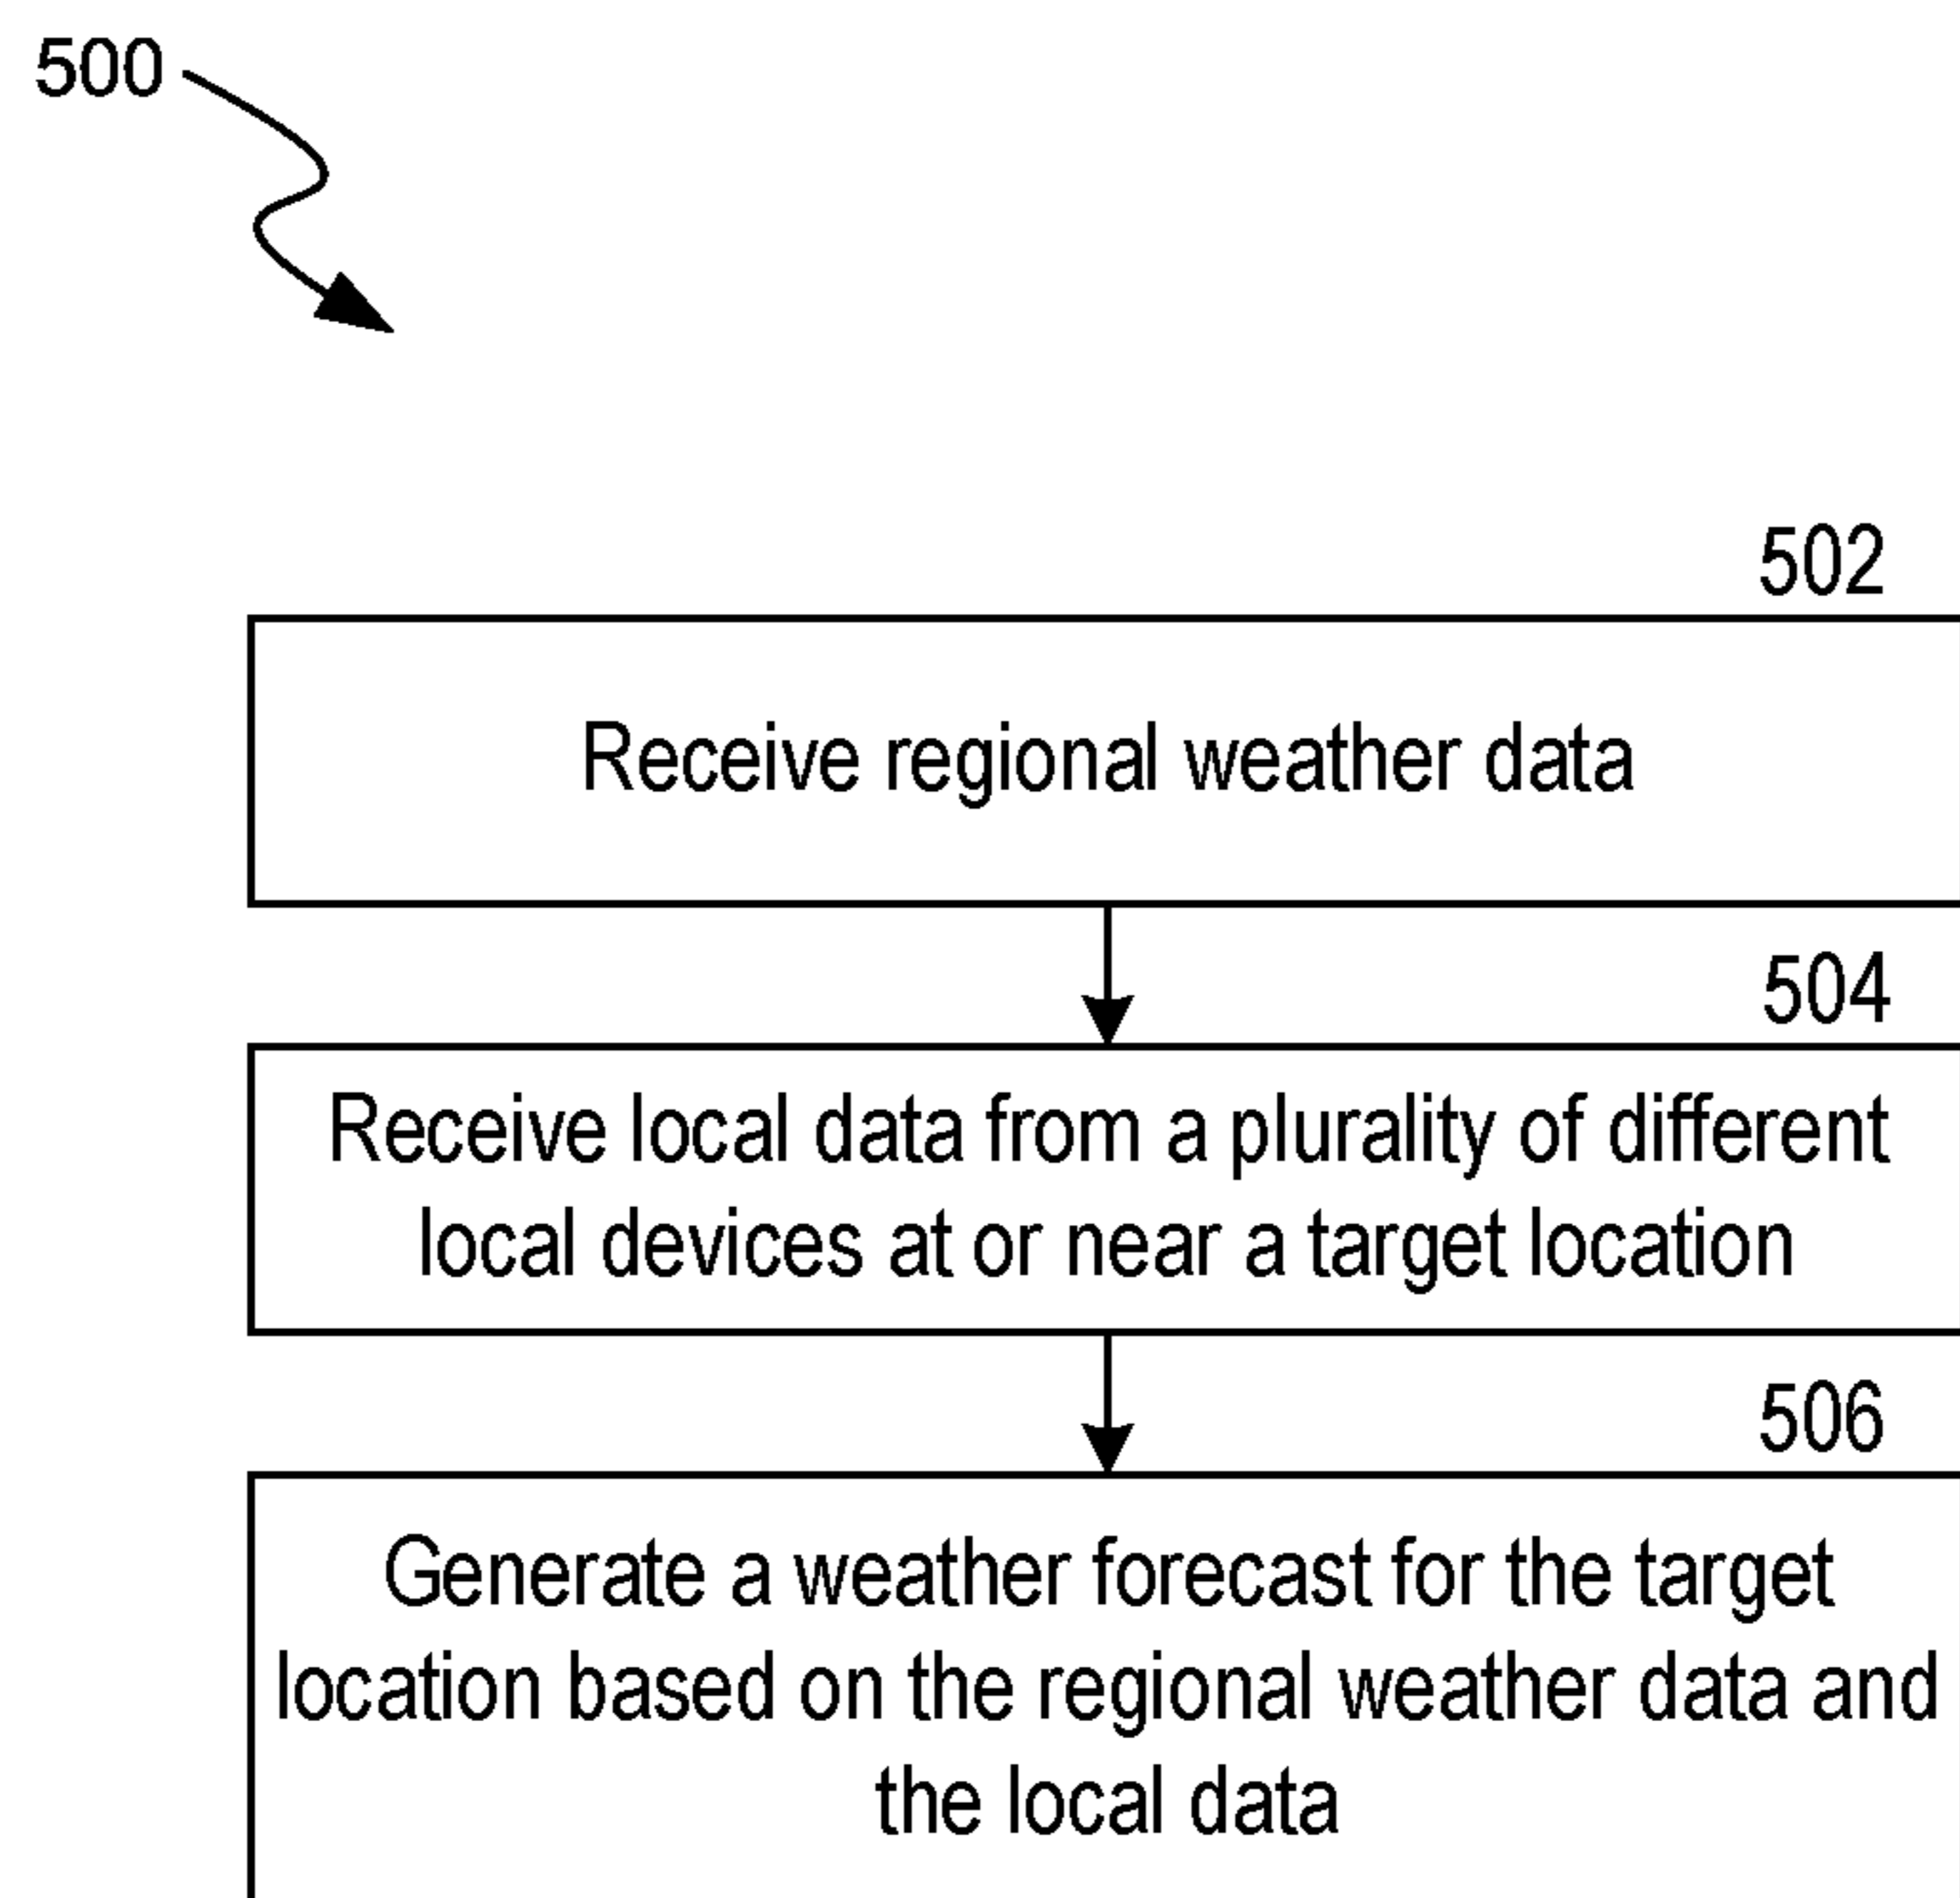 500
502
Receive regional weather data
504
Receive local data from a plurality of different
local devices at or near a target location
506
Generate a weather forecast for the target
location based on the regional weather data and
the local data